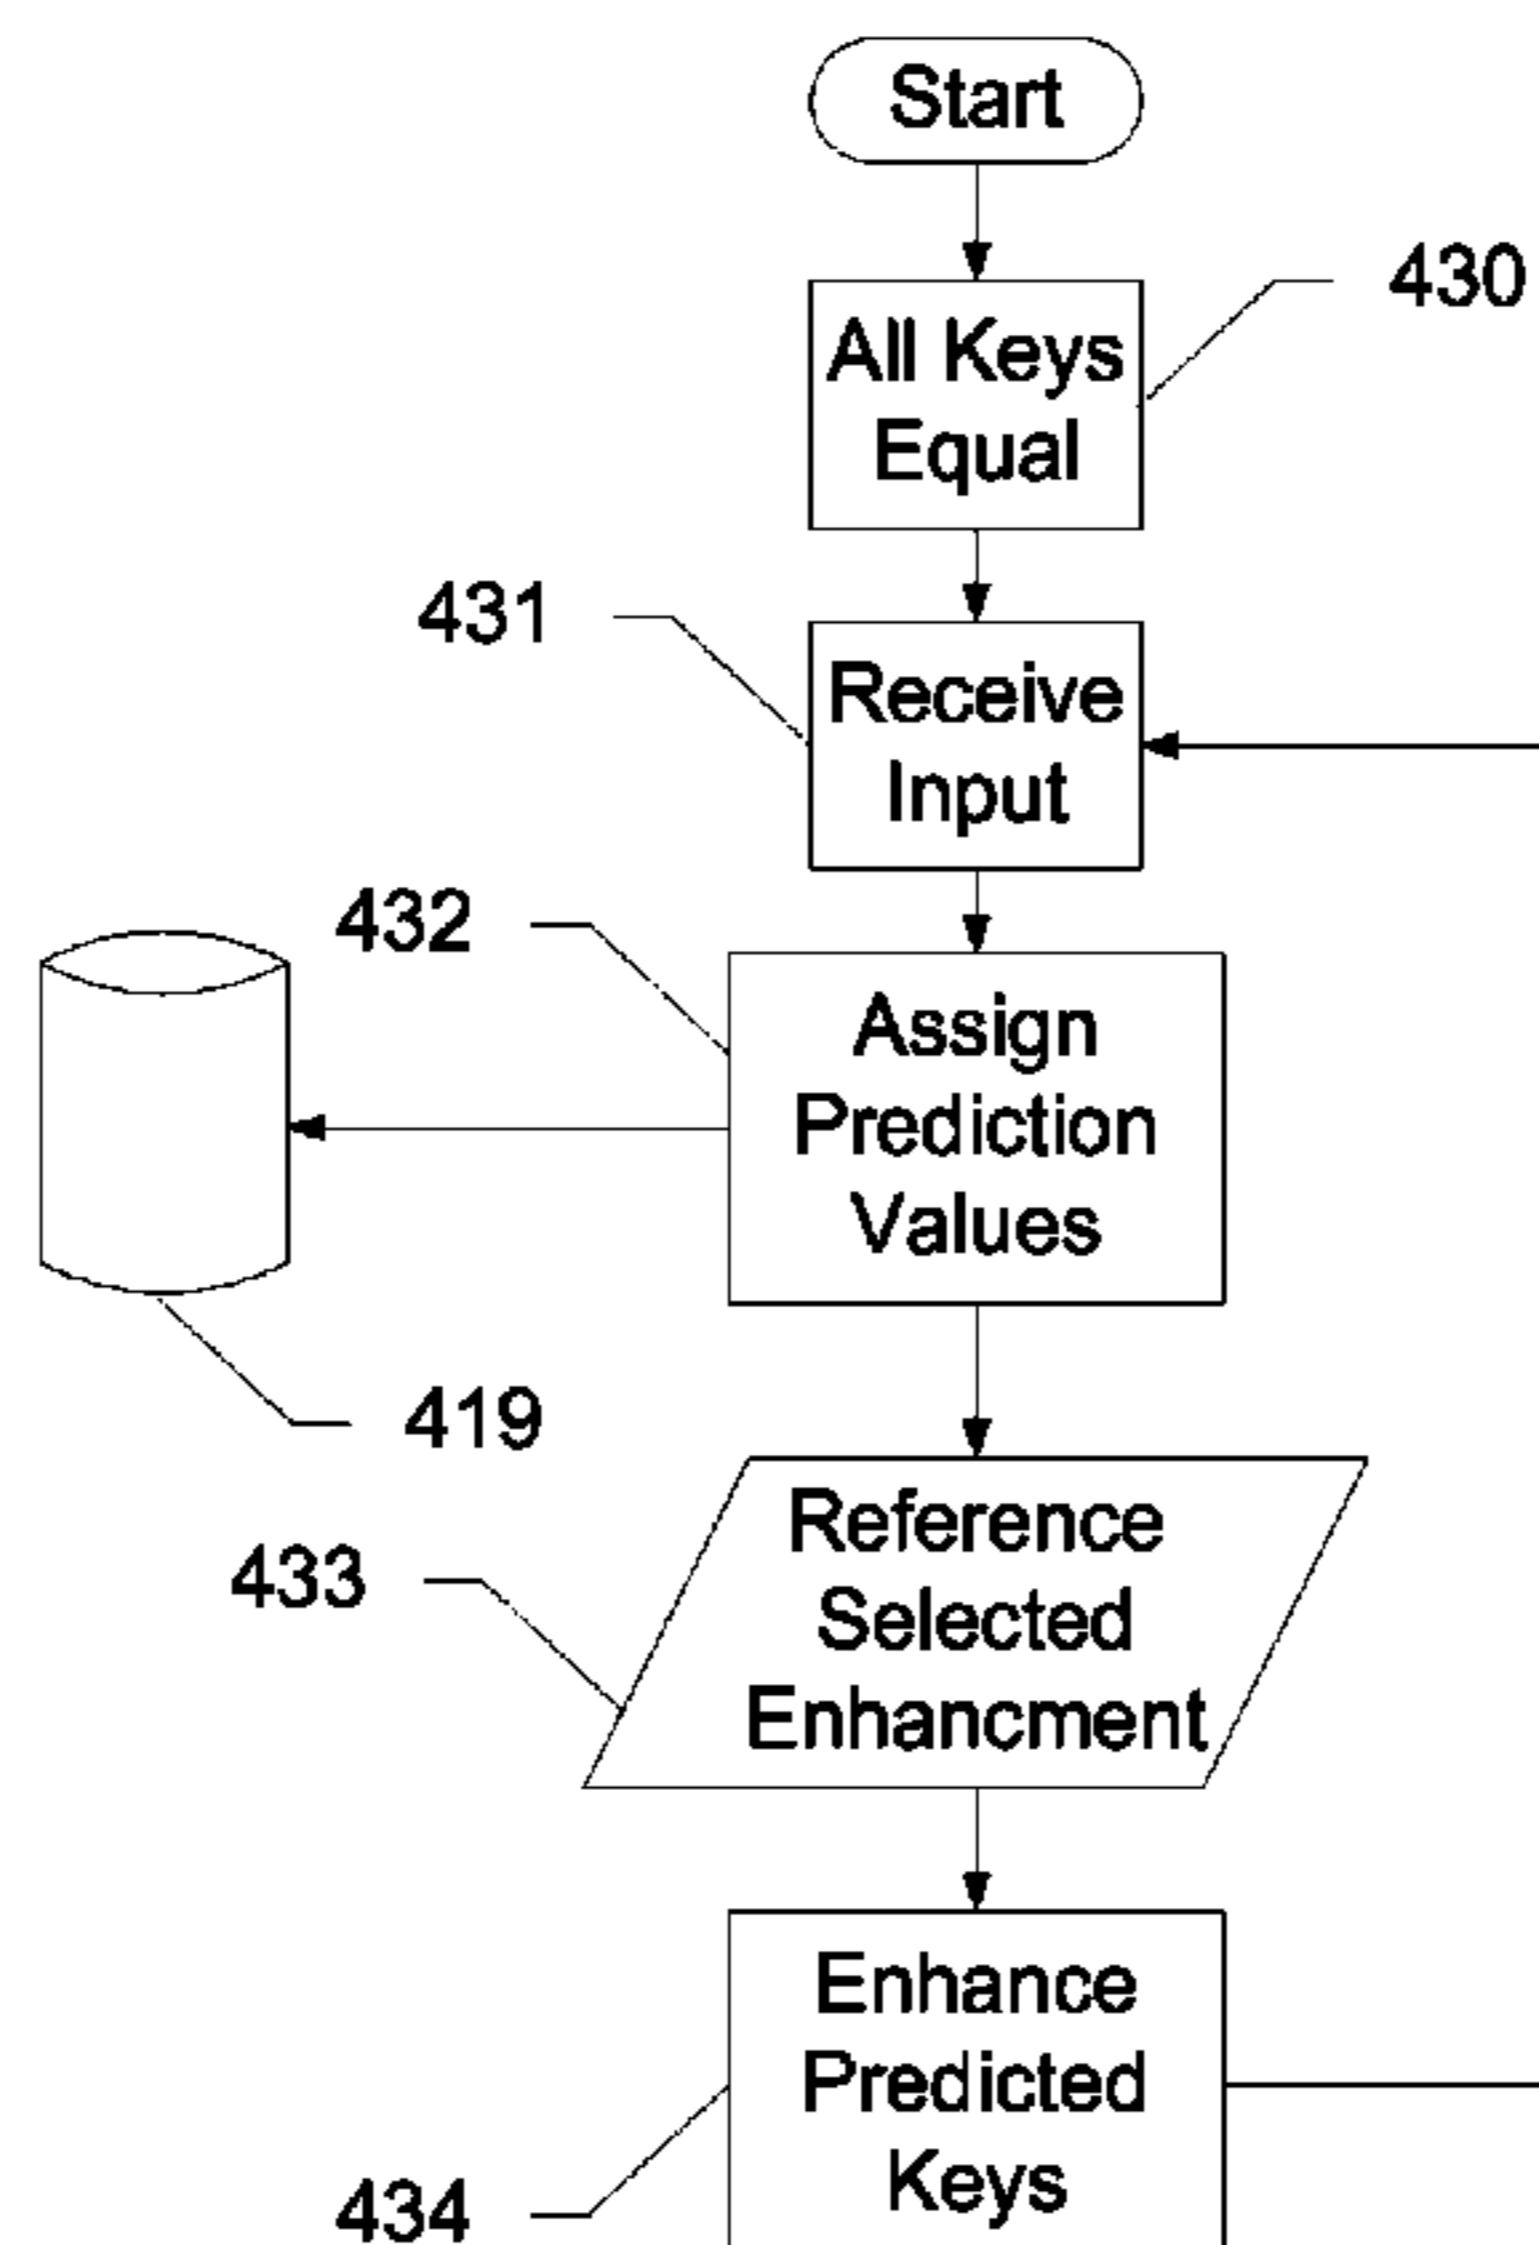 Start
430
All Keys
Equal
431
Receive
Input
432
Assign
Prediction
Values
419
Reference
Selected
Enhancment
433
Enhance
Predicted
Keys
434